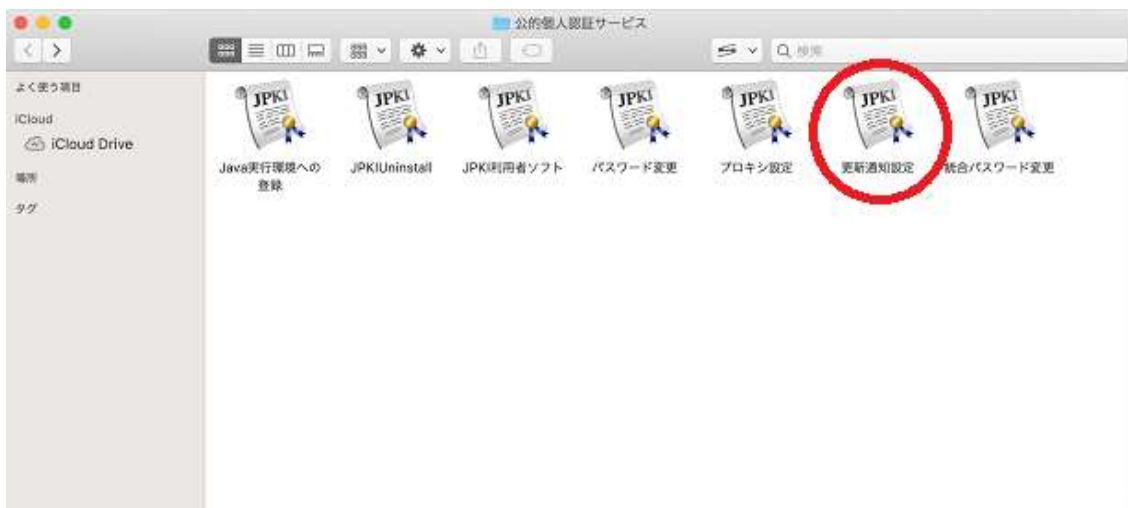 公的個人認証サービス
検索
よく使う項目
iCloud
iCloud Drive
場所
タグ
JPKI
JPKI
JPKI
JPKI
JPKI
JPKI
JPKI
Java実行環境への
登録
JPKIUninstall
JPKI利用者ソフト
パスワード変更
プロキシ設定
更新通知設定
統合パスワード変更